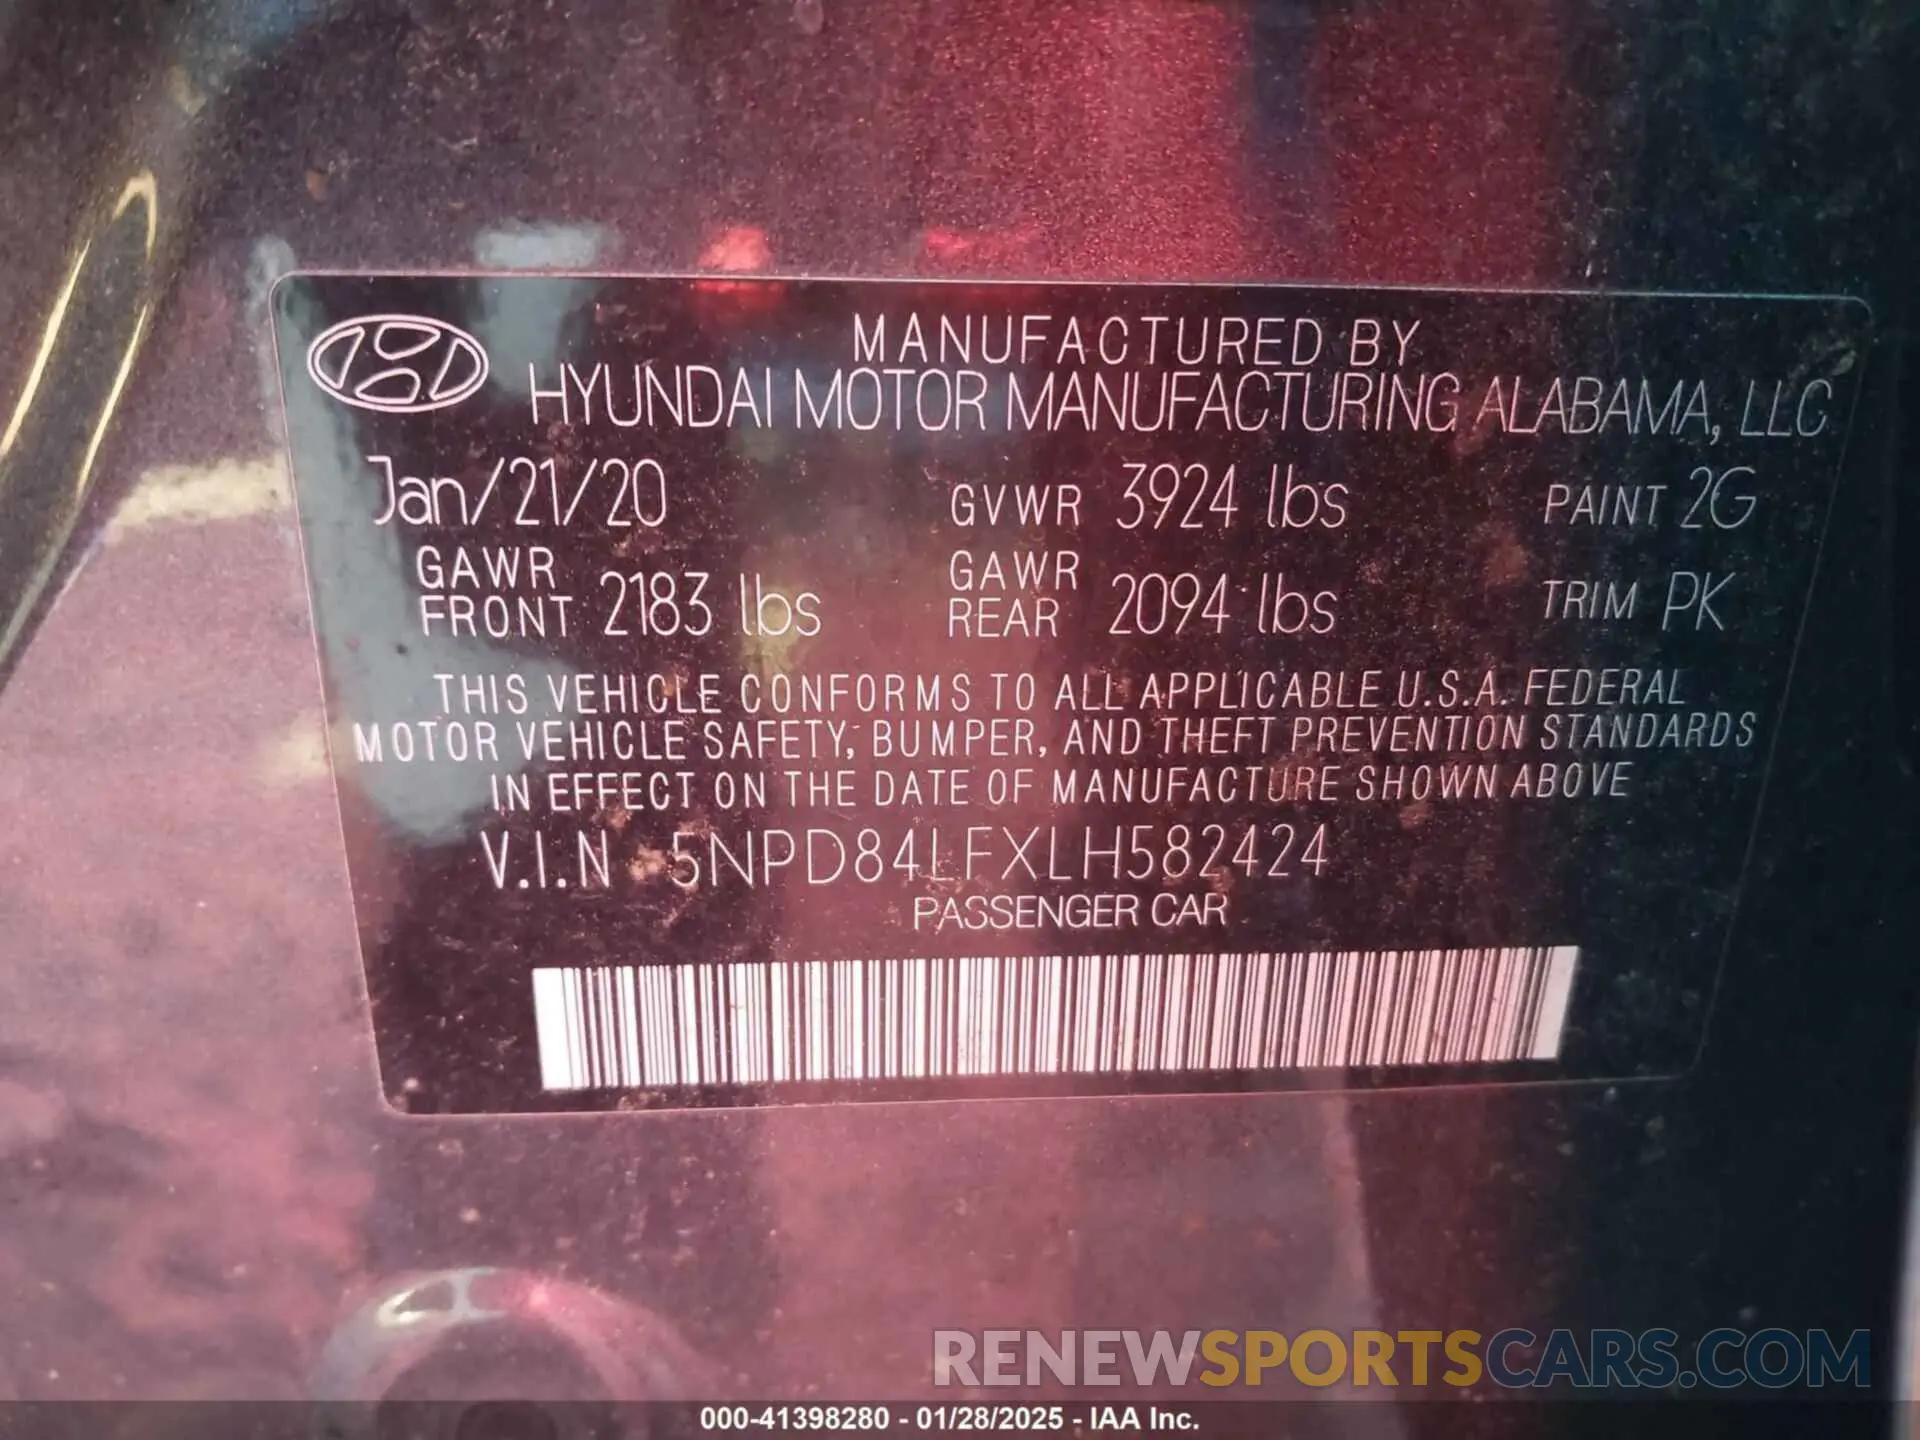 MANUFACTURED BY
HYUNDAI MOTOR MANUFACTURING ALABAMA, LLC
Jan/21/20 GVWR 3924 lbs PAINT 2G
GAWR FRONT 2183 lbs GAWR REAR 2094 lbs TRIM PK
THIS VEHICLE CONFORMS TO ALL APPLICABLE U.S.A. FEDERAL
MOTOR VEHICLE SAFETY, BUMPER, AND THEFT PREVENTION STANDARDS
IN EFFECT ON THE DATE OF MANUFACTURE SHOWN ABOVE
V.I.N 5NPD84LFXLH582424
PASSENGER CAR
RENEWSPORTSCARS.COM
000-41398280 - 01/28/2025 - IAA Inc.